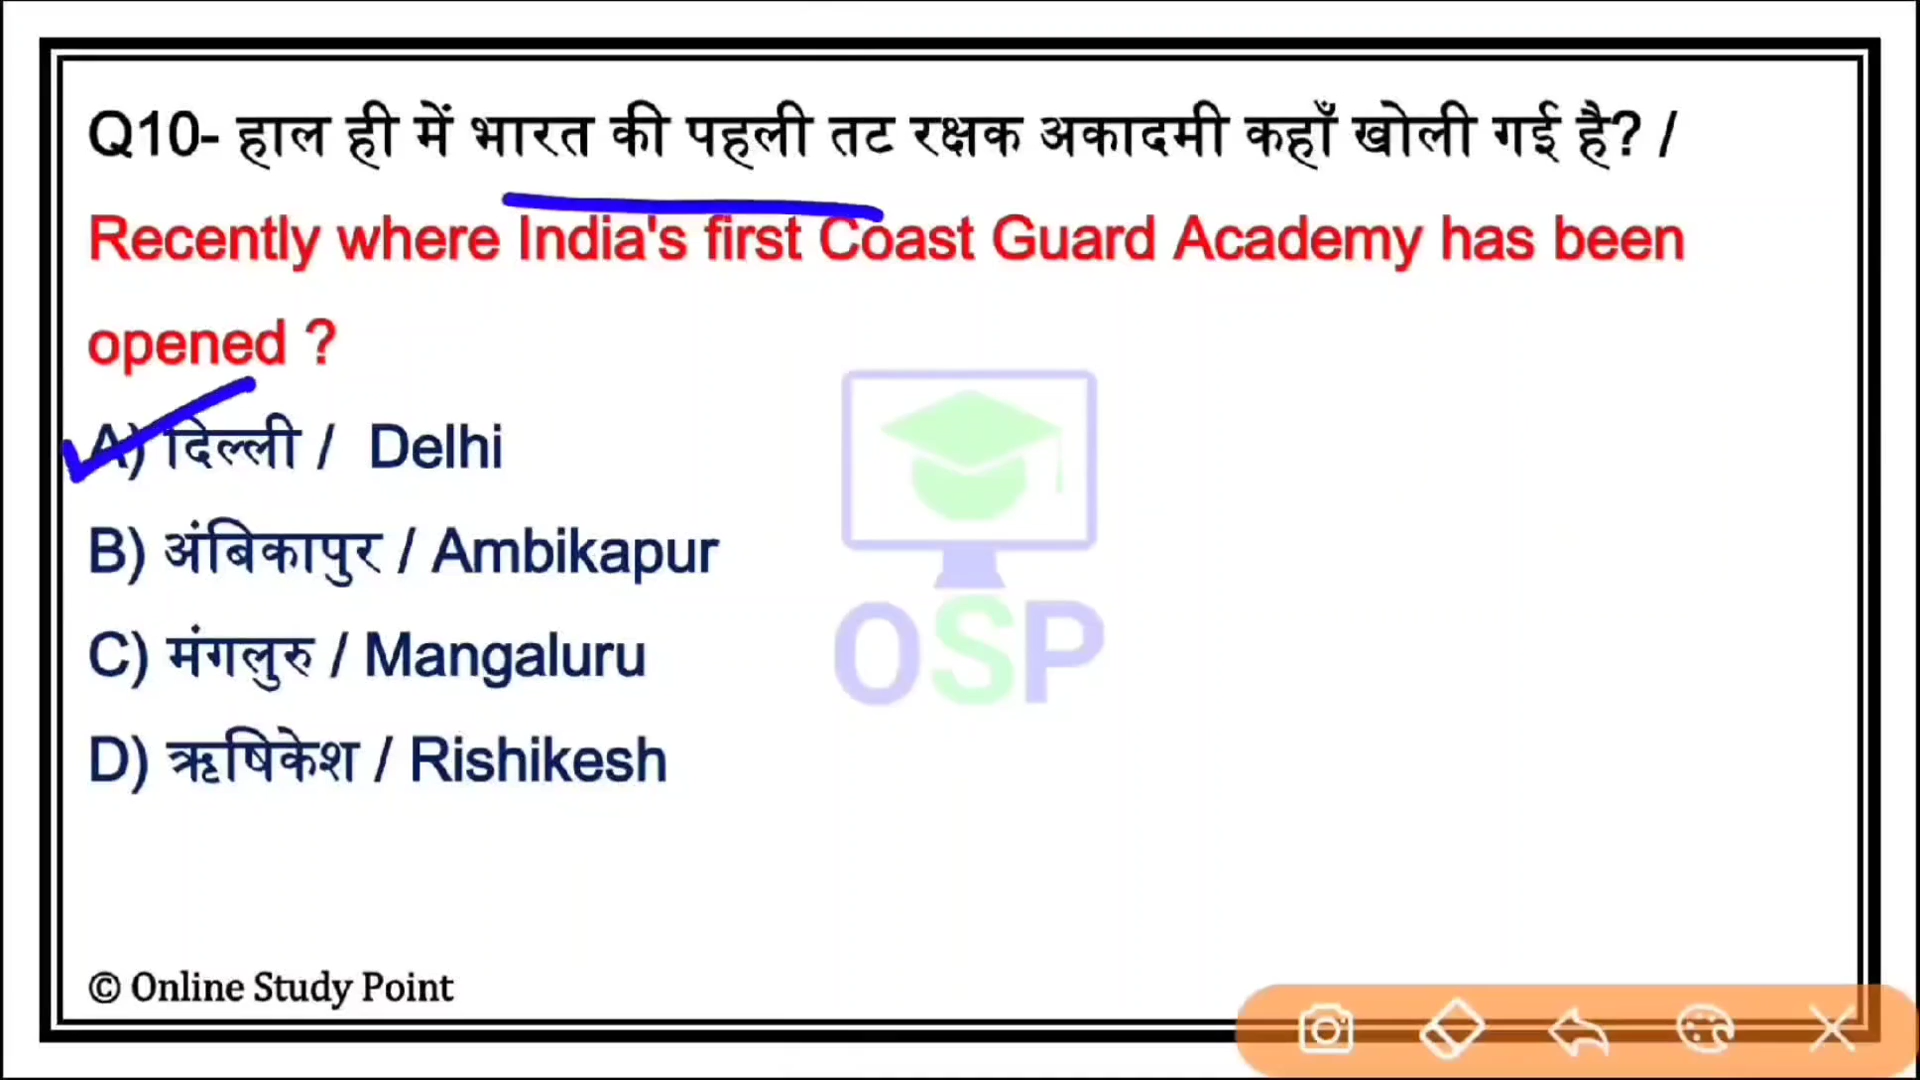 Q10- हाल ही में भारत की पहली तट रक्षक अकादमी कहाँ खोली गई है? /
Recently where India's first Coast Guard Academy has been
opened ?
A) दिल्ली / Delhi
B) अंबिकापुर / Ambikapur
C) मंगलुरु / Mangaluru
D) ऋषिकेश / Rishikesh
OSP
© Online Study Point